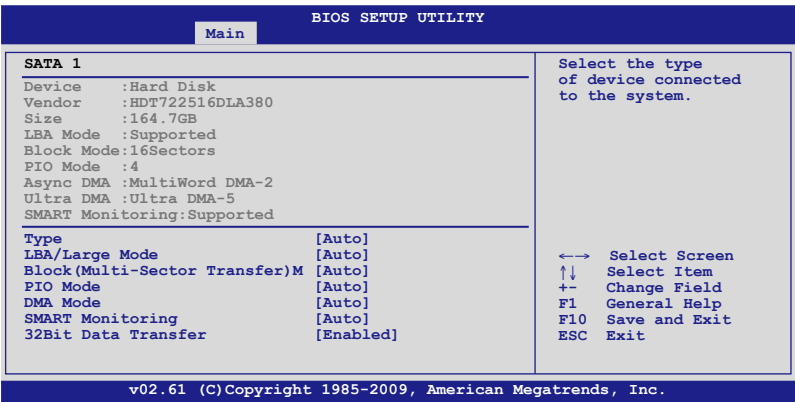 BIOS SETUP UTILITY
Main
SATA 1
Device :Hard Disk
Vendor :HDT722516DLA380
Size :164.7GB
LBA Mode :Supported
Block Mode:16Sectors
PIO Mode :4
Async DMA :MultiWord DMA-2
Ultra DMA :Ultra DMA-5
SMART Monitoring:Supported
Type [Auto]
LBA/Large Mode [Auto]
Block(Multi-Sector Transfer)M [Auto]
PIO Mode [Auto]
DMA Mode [Auto]
SMART Monitoring [Auto]
32Bit Data Transfer [Enabled]
Select the type
of device connected
to the system.
←→ Select Screen
↑↓ Select Item
+- Change Field
F1 General Help
F10 Save and Exit
ESC Exit
v02.61 (C)Copyright 1985-2009, American Megatrends, Inc.